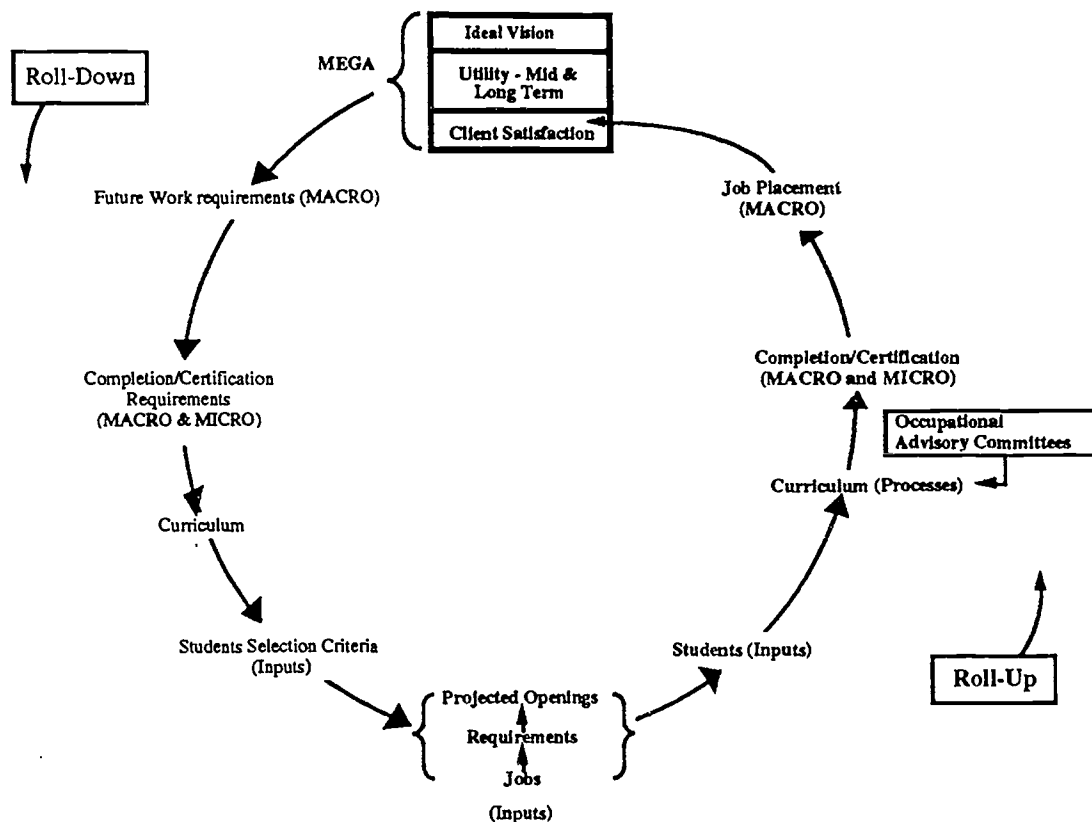 Ideal Vision
MEGA
Utility - Mid &
Long Term
Client Satisfaction
Roll-Down
Future Work requirements (MACRO)
Job Placement
(MACRO)
Completion/Certification
Requirements
(MACRO & MICRO)
Completion/Certification
(MACRO and MICRO)
Occupational
Advisory Committees
Curriculum
Curriculum (Processes)
Students Selection Criteria
(Inputs)
Students (Inputs)
Roll-Up
Projected Openings
Requirements
Jobs
(Inputs)